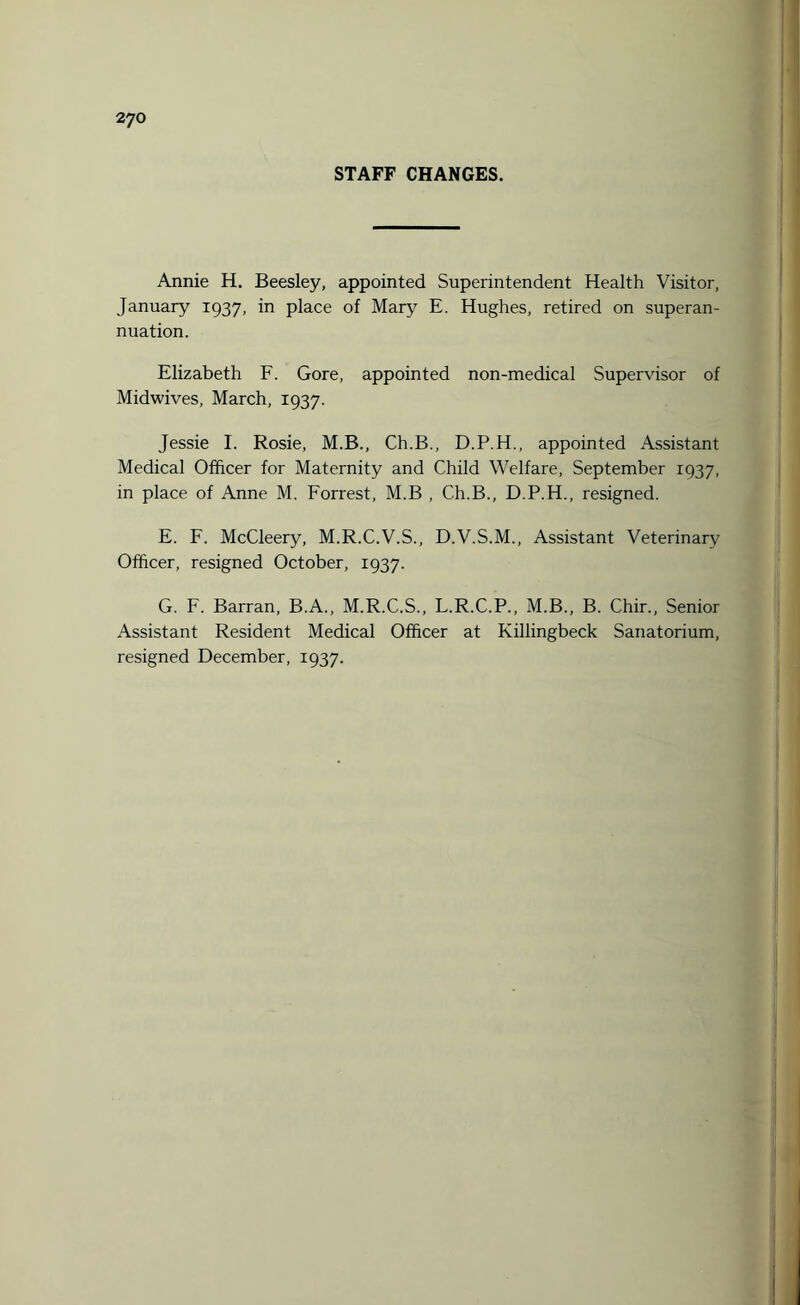 270
STAFF CHANGES.
Annie H. Beesley, appointed Superintendent Health Visitor,
January 1937, in place of Mary E. Hughes, retired on superan-
nuation.
Elizabeth F. Gore, appointed non-medical Supervisor of
Midwives, March, 1937.
Jessie I. Rosie, M.B., Ch.B., D.P.H., appointed Assistant
Medical Officer for Maternity and Child Welfare, September 1937,
in place of Anne M. Forrest, M.B , Ch.B., D.P.H., resigned.
E. F. McCleery, M.R.C.V.S., D.V.S.M., Assistant Veterinary
Officer, resigned October, 1937.
G. F. Barran, B.A., M.R.C.S., L.R.C.P., M.B., B. Chir., Senior
Assistant Resident Medical Officer at Killingbeck Sanatorium,
resigned December, 1937.